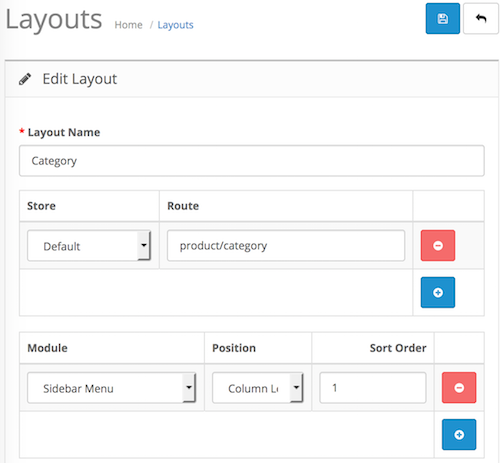 Layouts Home / Layouts
Edit Layout
* Layout Name
Category
Store Route
Default product/category
Module Position Sort Order
Sidebar Menu Column Le 1